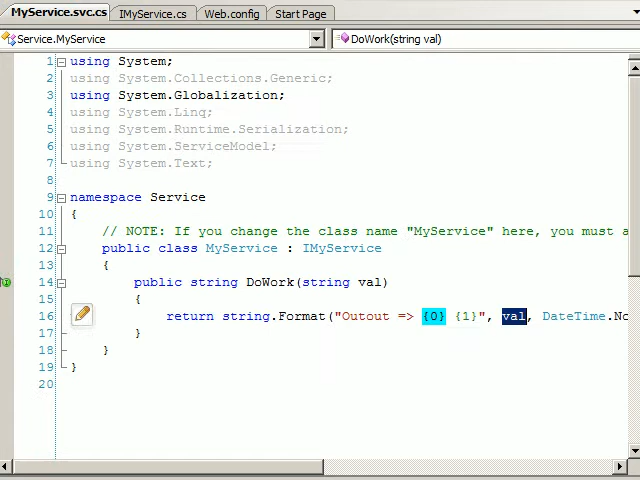 MyService.svc.cs IMyService.cs Web.config Start Page
Service.MyService DoWork(string val)
1 using System;
2 using System.Collections.Generic;
3 using System.Globalization;
4 using System.Linq;
5 using System.Runtime.Serialization;
6 using System.ServiceModel;
7 using System.Text;
8
9 namespace Service
10 {
11 // NOTE: If you change the class name "MyService" here, you must a
12 public class MyService : IMyService
13 {
14 public string DoWork(string val)
15 {
16 return string.Format("Outout => {0} {1}", val, DateTime.No
17 }
18 }
19 }
20